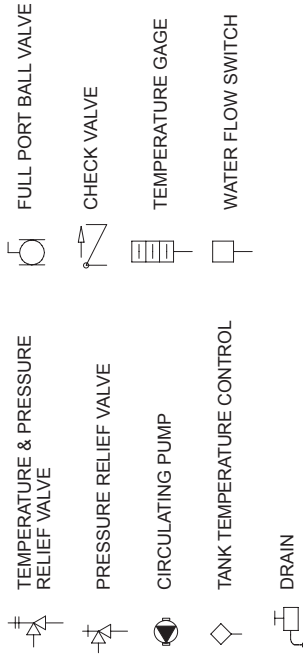 TEMPERATURE & PRESSURE
RELIEF VALVE
PRESSURE RELIEF VALVE
CIRCULATING PUMP
TANK TEMPERATURE CONTROL
DRAIN
FULL PORT BALL VALVE
CHECK VALVE
TEMPERATURE GAGE
WATER FLOW SWITCH